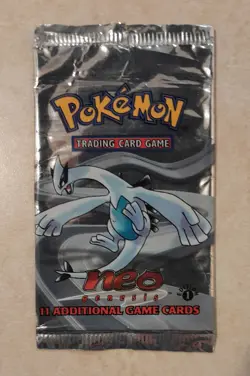 POKéMON
TRADING CARD GAME
neo
GENESIS
1
11 ADDITIONAL GAME CARDS